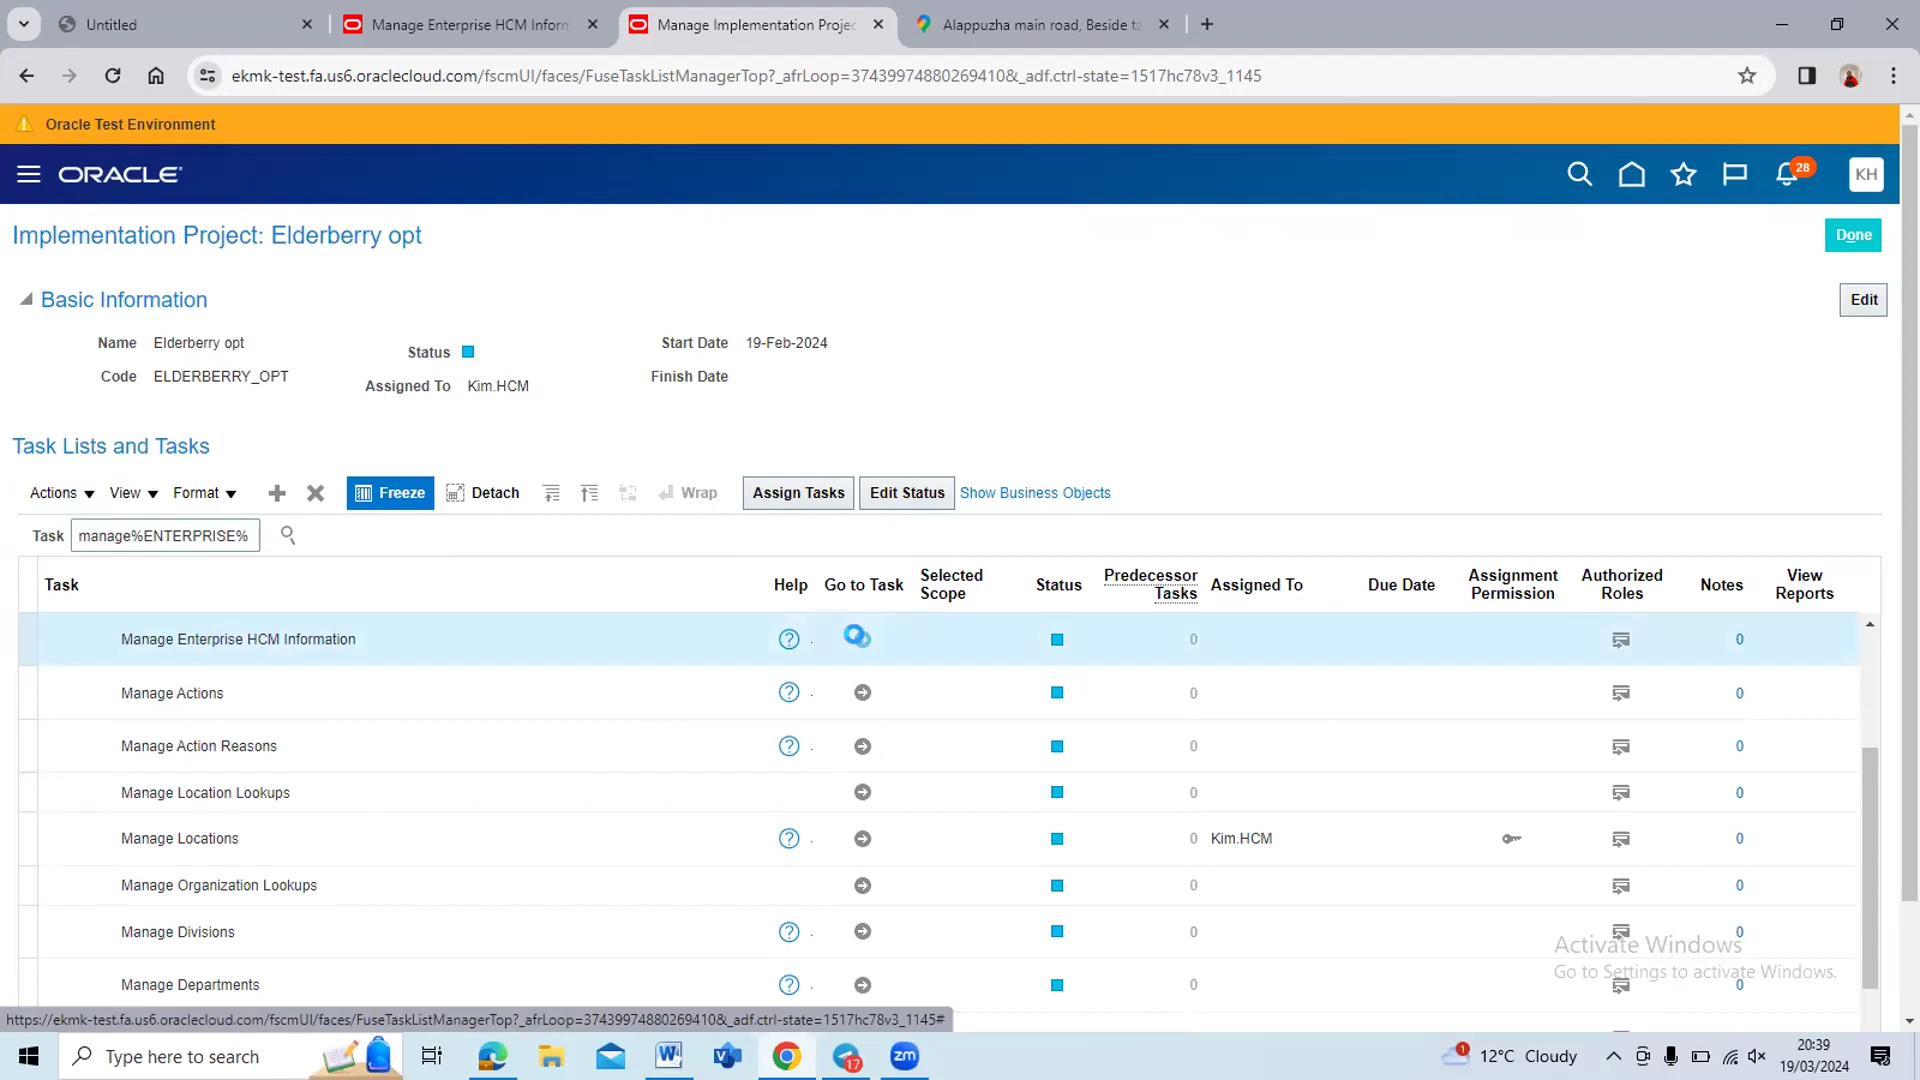 Untitled
Manage Enterprise HCM Inform
Manage Implementation Projec
Alappuzha main road, Beside ta
ekmk-test.fa.us6.oraclecloud.com/fscmUI/faces/FuseTaskListManagerTop?_afrLoop=37439974880269410&_adf.ctrl-state=1517hc78v3_1145
Oracle Test Environment
ORACLE
28
KH
Implementation Project: Elderberry opt
Done
Basic Information
Edit
Name Elderberry opt
Status
Start Date 19-Feb-2024
Code ELDERBERRY_OPT
Assigned To Kim.HCM
Finish Date
Task Lists and Tasks
Actions View Format Freeze Detach Wrap Assign Tasks Edit Status Show Business Objects
Task manage%ENTERPRISE%
Task Help Go to Task Selected Scope Status Predecessor Tasks Assigned To Due Date Assignment Permission Authorized Roles Notes View Reports
Manage Enterprise HCM Information 0 0
Manage Actions 0 0
Manage Action Reasons 0 0
Manage Location Lookups 0 0
Manage Locations 0 Kim.HCM 0
Manage Organization Lookups 0 0
Manage Divisions 0 0
Manage Departments 0 0
Activate Windows
Go to Settings to activate Windows.
https://ekmk-test.fa.us6.oraclecloud.com/fscmUI/faces/FuseTaskListManagerTop?_afrLoop=37439974880269410&_adf.ctrl-state=1517hc78v3_1145#
Type here to search
17
zm
1
12°C Cloudy
20:39
19/03/2024